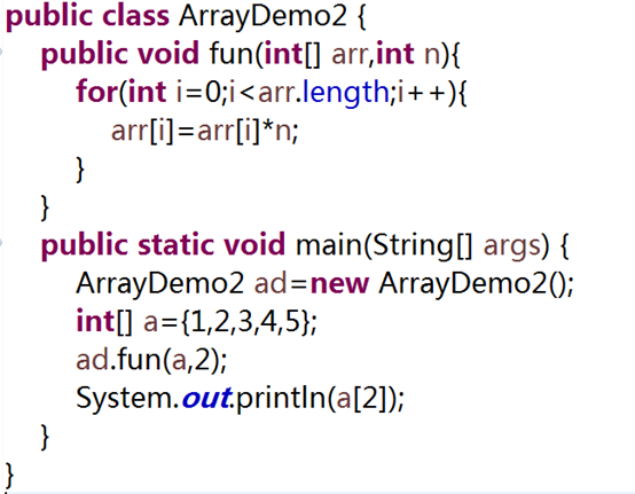 public class ArrayDemo2 {
public void fun(int[] arr,int n){
for(int i=0;i<arr.length;i++){
arr[i]=arr[i]*n;
}
}
public static void main(String[] args) {
ArrayDemo2 ad=new ArrayDemo2();
int[] a={1,2,3,4,5};
ad.fun(a,2);
System.out.println(a[2]);
}
}